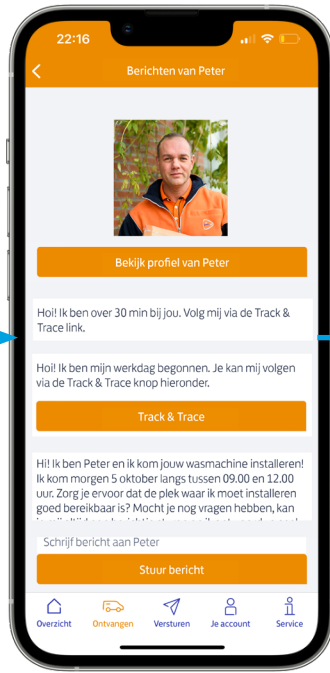 22:16
Berichten van Peter
Bekijk profiel van Peter
Hoi! Ik ben over 30 min bij jou. Volg mij via de Track &
Trace link.
Hoi! Ik ben mijn werkdag begonnen. Je kan mij volgen
via de Track & Trace knop hieronder.
Track & Trace
Hi! Ik ben Peter en ik kom jouw wasmachine installeren!
Ik kom morgen 5 oktober langs tussen 09.00 en 12.00
uur. Zorg je ervoor dat de plek waar ik moet installeren
goed bereikbaar is? Mocht je nog vragen hebben, kan
Schrijf bericht aan Peter
Stuur bericht
Overzicht Ontvangen Versturen Je account Service